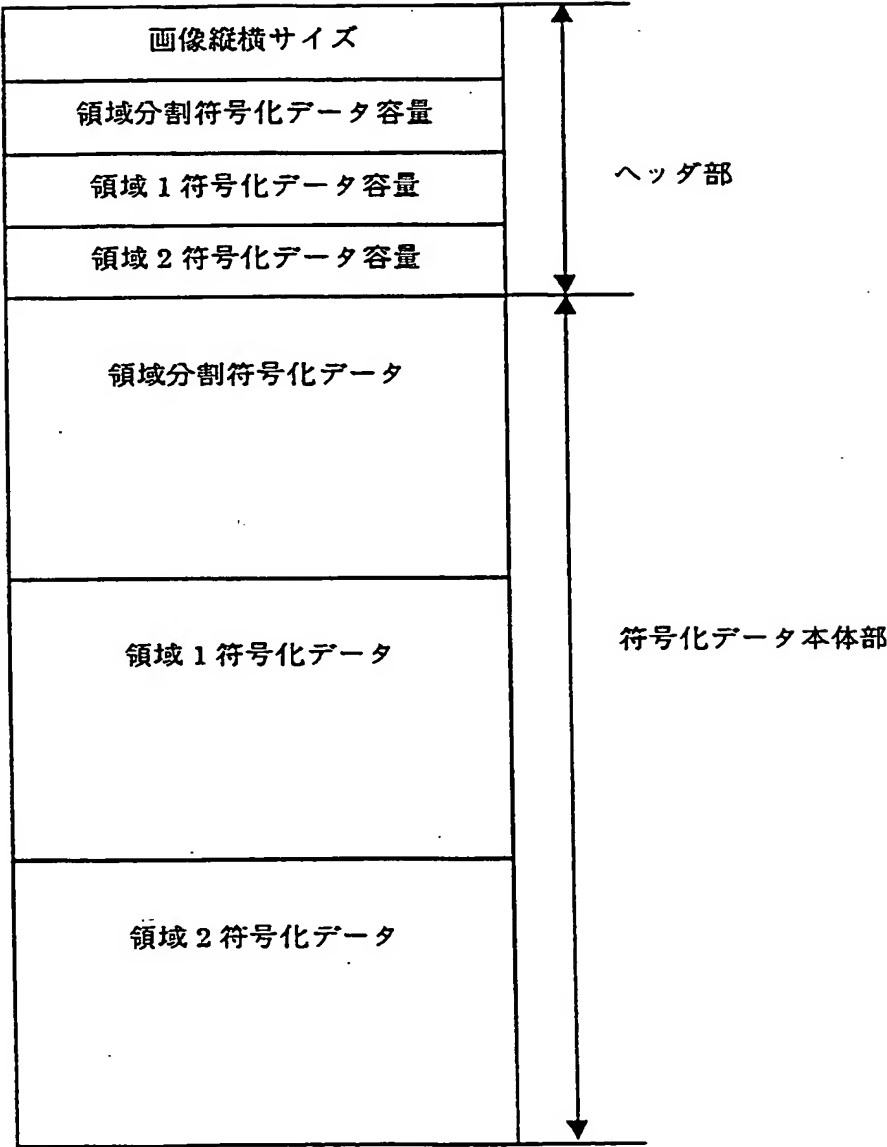 画像縦横サイズ
領域分割符号化データ容量
領域1符号化データ容量
ヘッダ部
領域2符号化データ容量
領域分割符号化データ
領域1符号化データ
符号化データ本体部
領域2符号化データ